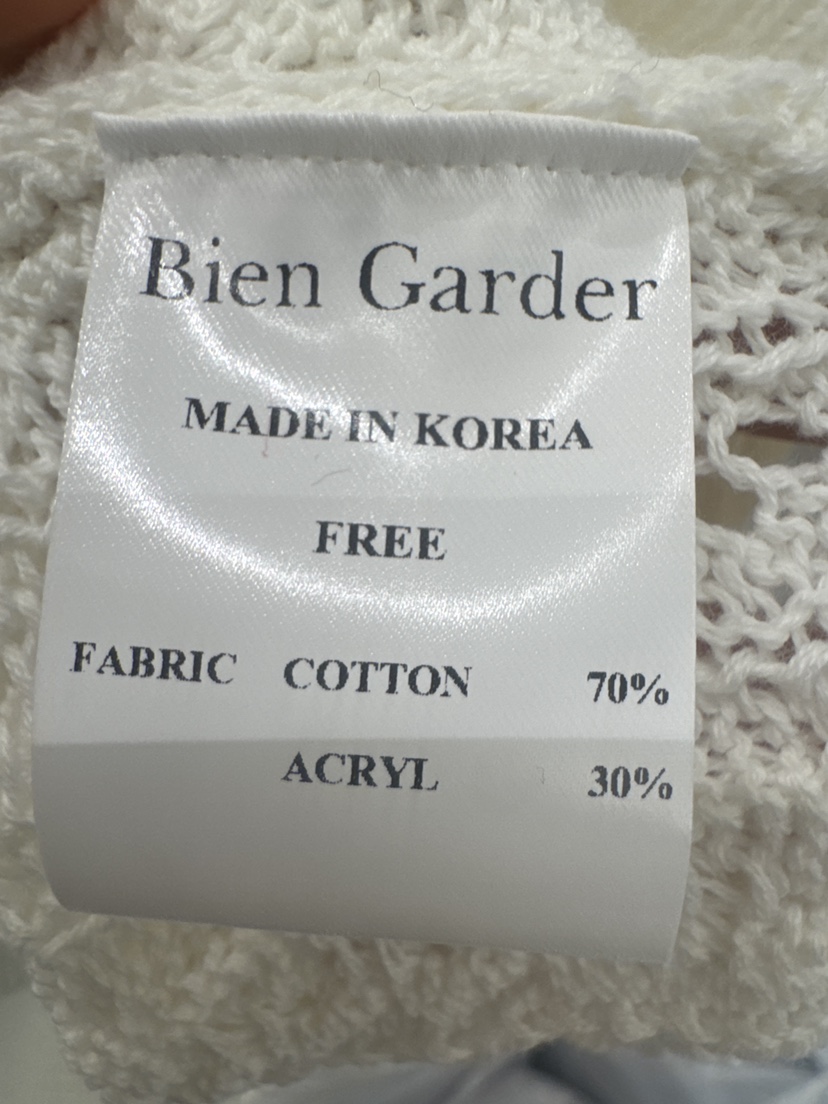 Bien Garder
MADE IN KOREA
FREE
FABRIC COTTON 70%
ACRYL 30%